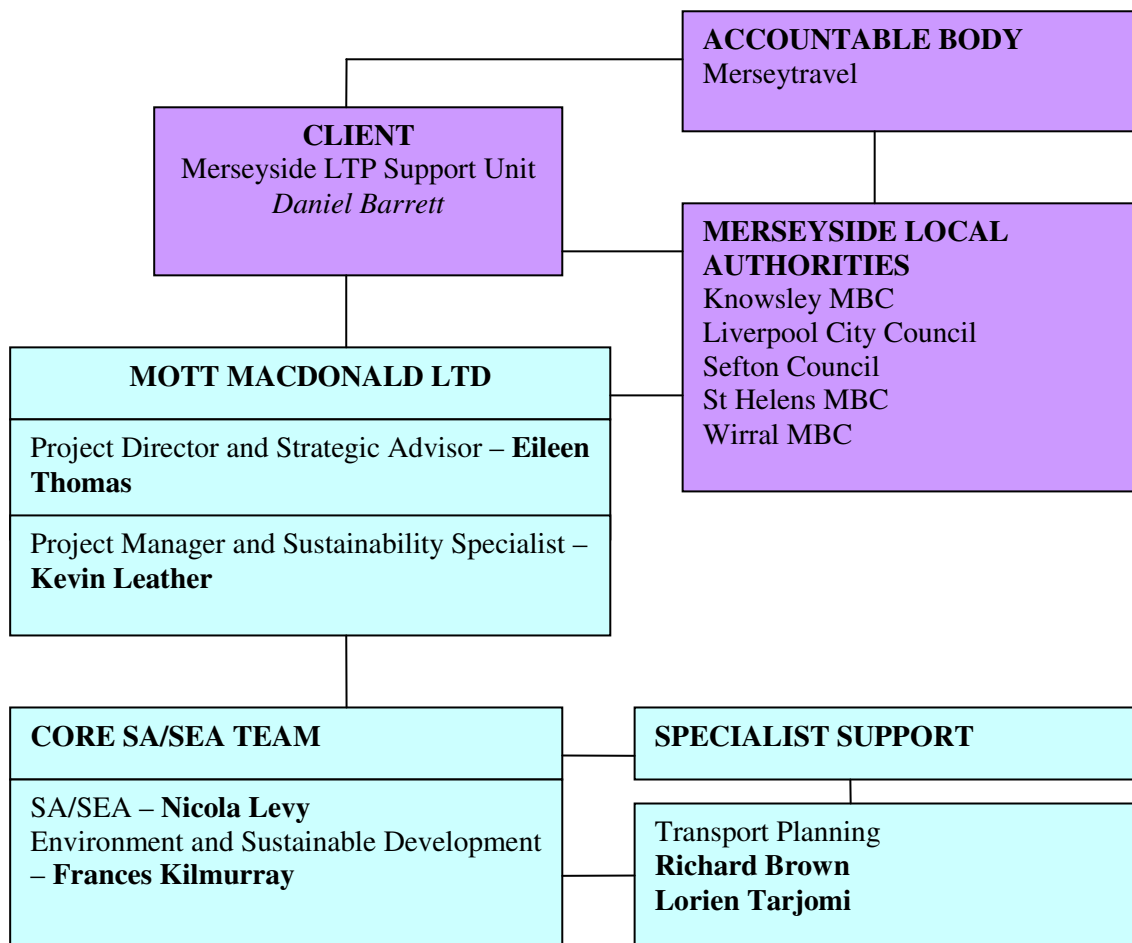 ACCOUNTABLE BODY
Merseytravel
CLIENT
Merseyside LTP Support Unit
Daniel Barrett
MERSEYSIDE LOCAL
AUTHORITIES
Knowsley MBC
Liverpool City Council
Sefton Council
St Helens MBC
Wirral MBC
MOTT MACDONALD LTD
Project Director and Strategic Advisor – Eileen
Thomas
Project Manager and Sustainability Specialist –
Kevin Leather
CORE SA/SEA TEAM
SA/SEA – Nicola Levy
Environment and Sustainable Development
– Frances Kilmurray
SPECIALIST SUPPORT
Transport Planning
Richard Brown
Lorien Tarjomi